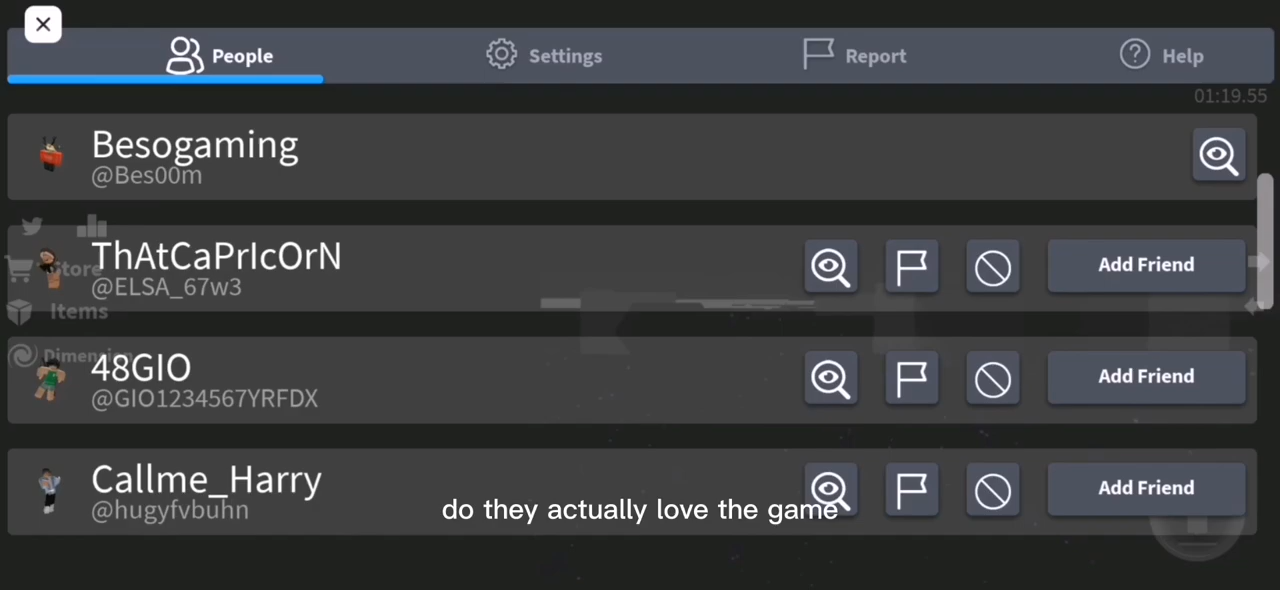 People
Settings
Report
Help
01:19.55
Besogaming
@Bes00m
ThAtCaPrIcOrN
@ELSA_67w3
Add Friend
Store
Items
Dimension
48GIO
@GIO1234567YRFDX
Add Friend
Callme_Harry
@hugyfvbuhn
Add Friend
do they actually love the game